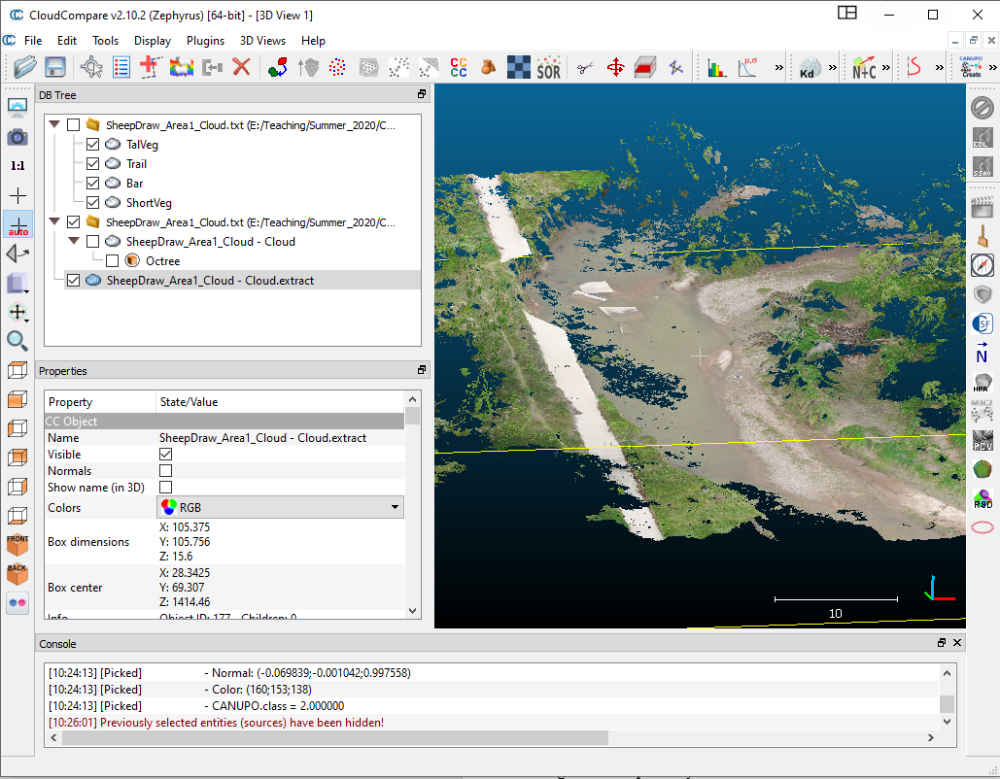 CloudCompare v2.10.2 (Zephyrus) [64-bit] - [3D View 1]
File Edit Tools Display Plugins 3D Views Help
CC CC SOR μ,σ » Kd » N+C » » CANUPO Create »
DB Tree
SheepDraw_Area1_Cloud.txt (E:/Teaching/Summer_2020/C...
TalVeg
Trail
Bar
ShortVeg
SheepDraw_Area1_Cloud.txt (E:/Teaching/Summer_2020/C...
SheepDraw_Area1_Cloud - Cloud
Octree
SheepDraw_Area1_Cloud - Cloud.extract
1:1
auto
FRONT
BACK
Properties
Property State/Value
CC Object
Name SheepDraw_Area1_Cloud - Cloud.extract
Visible
Normals
Show name (in 3D)
Colors RGB
Box dimensions X: 105.375
Y: 105.756
Z: 15.6
Box center X: 28.3425
Y: 69.307
Z: 1414.46
Info Object ID: 177 - Children: 0
10
EDL
SSAO
SF
N
HPR
M3C2
PCV
RSD
Console
[10:24:13] [Picked] - Normal: (-0.069839;-0.001042;0.997558)
[10:24:13] [Picked] - Color: (160;153;138)
[10:24:13] [Picked] - CANUPO.class = 2.000000
[10:26:01] Previously selected entities (sources) have been hidden!